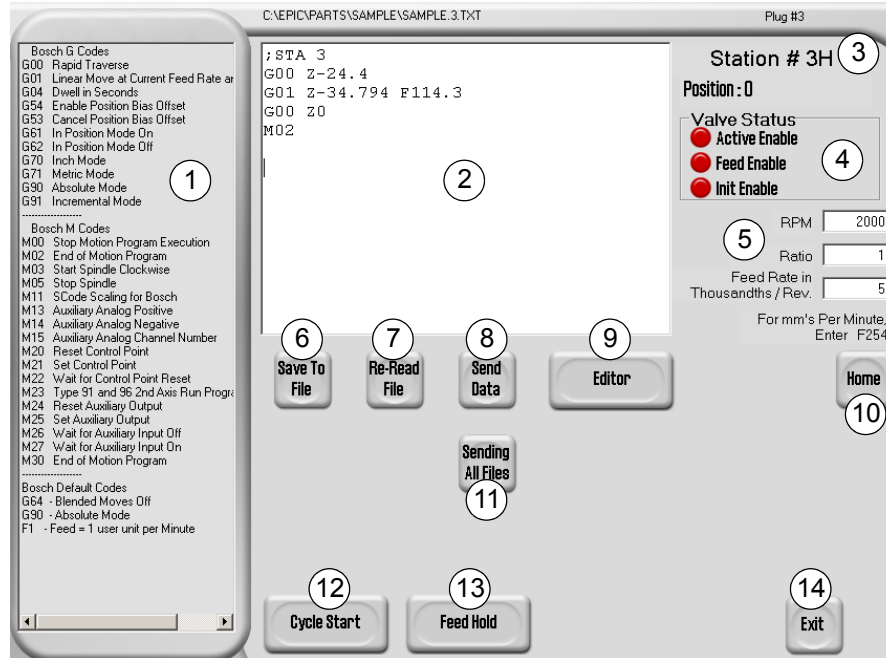 C:\EPIC\PARTS\SAMPLE\SAMPLE.3.TXT
Plug #3
Bosch G Codes
G00 Rapid Traverse
G01 Linear Move at Current Feed Rate
G04 Dwell in Seconds
G54 Enable Position Bias Offset
G53 Cancel Position Bias Offset
G61 In Position Mode On
G62 In Position Mode Off
G70 Inch Mode
G71 Metric Mode
G90 Absolute Mode
G91 Incremental Mode
-------------------
Bosch M Codes
M00 Stop Motion Program Execution
M02 End of Motion Program
M03 Start Spindle Clockwise
M05 Stop Spindle
M11 SCode Scaling for Bosch
M13 Auxiliary Analog Positive
M14 Auxiliary Analog Negative
M15 Auxiliary Analog Channel Number
M20 Reset Control Point
M21 Set Control Point
M22 Wait for Control Point Reset
M23 Type 91 and 96 2nd Axis Run Progra
M24 Reset Auxiliary Output
M25 Set Auxiliary Output
M26 Wait for Auxiliary Input Off
M27 Wait for Auxiliary Input On
M30 End of Motion Program
-------------------
Bosch Default Codes
G64 - Blended Moves Off
G90 - Absolute Mode
F1 - Feed = 1 user unit per Minute
1
;STA 3
G00 Z-24.4
G01 Z-34.794 F114.3
G00 Z0
M02
2
Station # 3H
3
Position : 0
Valve Status
Active Enable
Feed Enable
Init Enable
4
5
RPM 2000
Ratio 1
Feed Rate in
Thousandths / Rev. 5
For mm's Per Minute,
Enter F254
6
Save To
File
7
Re-Read
File
8
Send
Data
9
Editor
Home
10
Sending
All Files
11
12
Cycle Start
13
Feed Hold
14
Exit